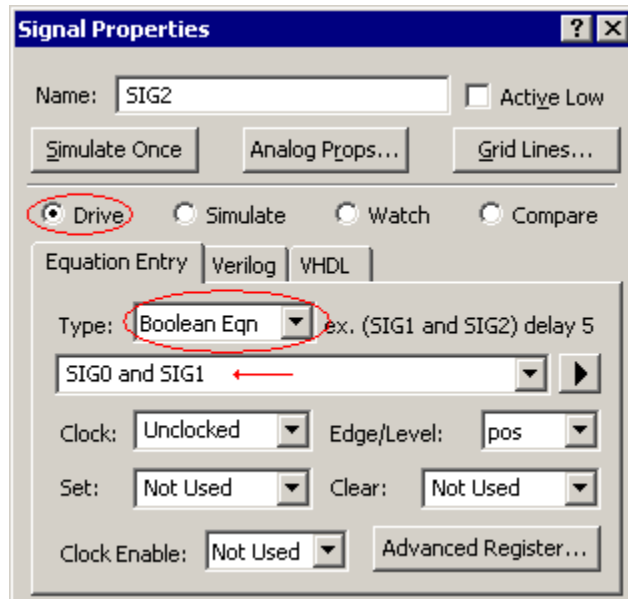 Signal Properties
Name: SIG2 Active Low
Simulate Once Analog Props... Grid Lines...
Drive Simulate Watch Compare
Equation Entry Verilog VHDL
Type: Boolean Eqn ex. (SIG1 and SIG2) delay 5
SIG0 and SIG1
Clock: Unclocked Edge/Level: pos
Set: Not Used Clear: Not Used
Clock Enable: Not Used Advanced Register...